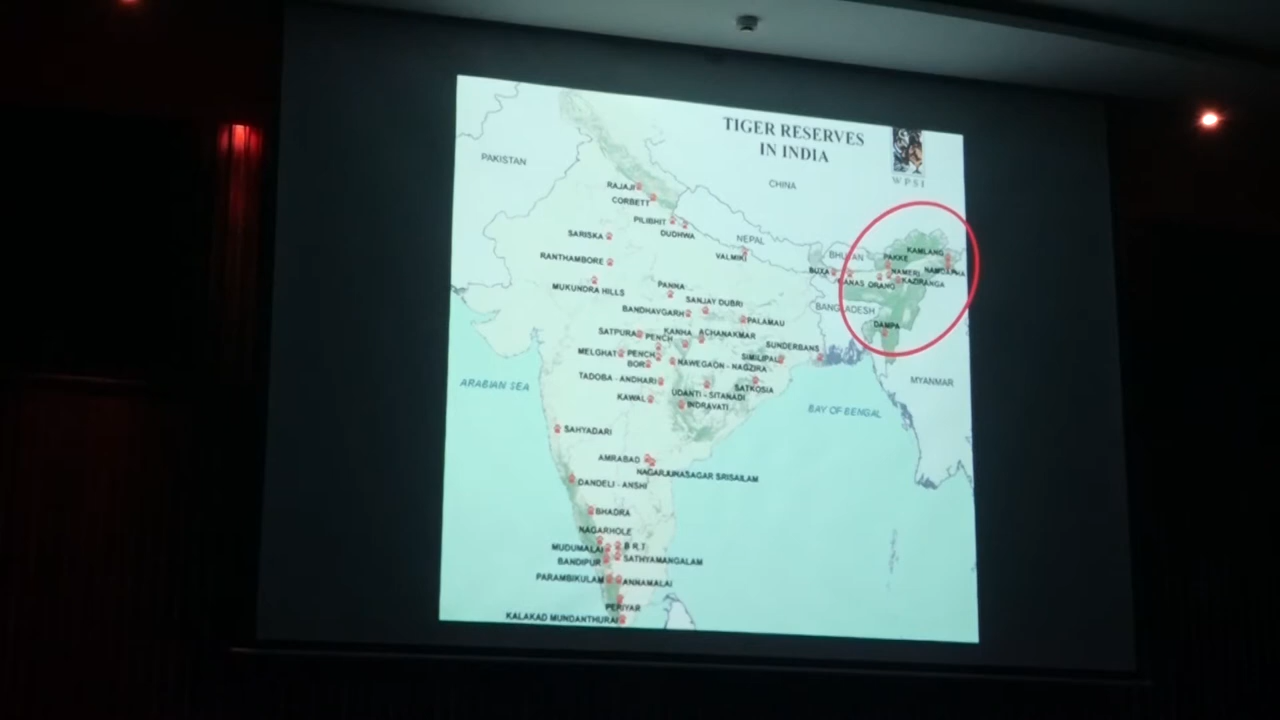 TIGER RESERVES
IN INDIA
WPSI
PAKISTAN
CHINA
RAJAJI
CORBETT
PILIBHIT
DUDHWA
SARISKA
NEPAL
VALMIKI
RANTHAMBORE
BHUTAN
KAMLANG
PAKKE
NAMERI
NAMDAPHA
BUXA
MANAS
ORANG
KAZIRANGA
MUKUNDRA HILLS
PANNA
SANJAY DUBRI
BANDHAVGARH
PALAMAU
BANGLADESH
DAMPA
SATPURA
PENCH
KANHA
ACHANAKMAR
SUNDERBANS
MELGHAT
PENCH
BOR
NAWEGAON - NAGZIRA
SIMILIPAL
TADOBA - ANDHARI
UDANTI - SITANADI
SATKOSIA
MYANMAR
ARABIAN SEA
KAWAL
INDRAVATI
BAY OF BENGAL
SAHYADARI
AMRABAD
NAGARJUNASAGAR SRISAILAM
DANDELI - ANSHI
BHADRA
NAGARHOLE
MUDUMALAI
B R T
BANDIPUR
SATHYAMANGALAM
PARAMBIKULAM
ANNAMALAI
PERIYAR
KALAKAD MUNDANTHURAI